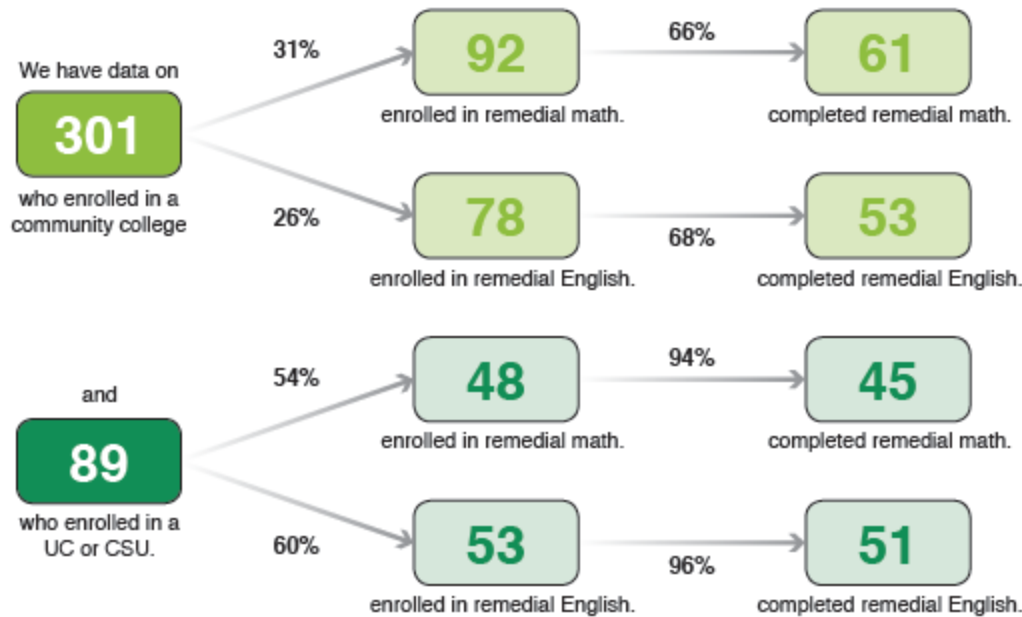 We have data on
301
who enrolled in a
community college
31%
92
enrolled in remedial math.
66%
61
completed remedial math.
26%
78
enrolled in remedial English.
68%
53
completed remedial English.
and
89
who enrolled in a
UC or CSU.
54%
48
enrolled in remedial math.
94%
45
completed remedial math.
60%
53
enrolled in remedial English.
96%
51
completed remedial English.